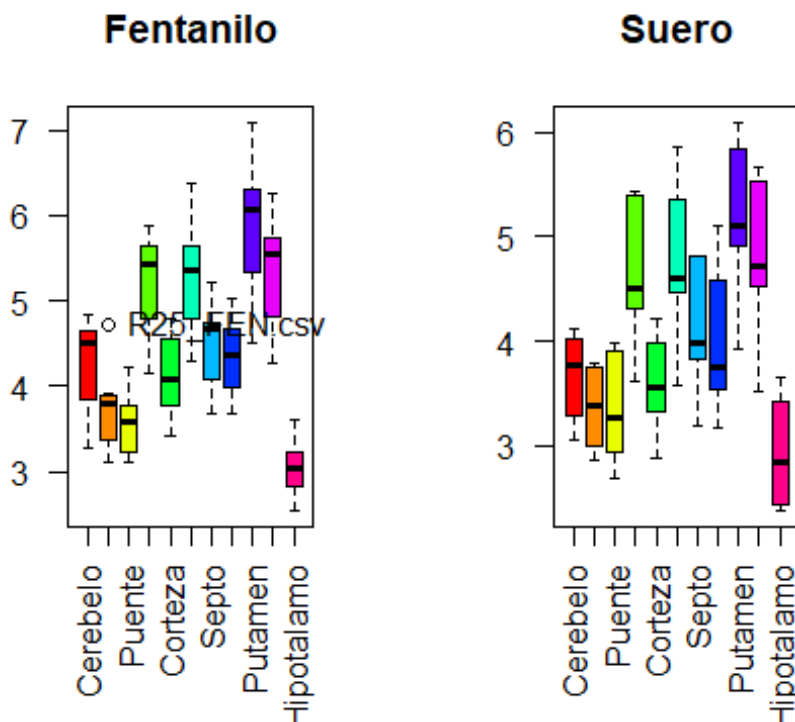 Fentanilo
7
6
5
4
3
R25_FEN.csv
Cerebelo
Puente
Corteza
Septo
Putamen
Hipotalamo
Suero
6
5
4
3
Cerebelo
Puente
Corteza
Septo
Putamen
Hipotalamo